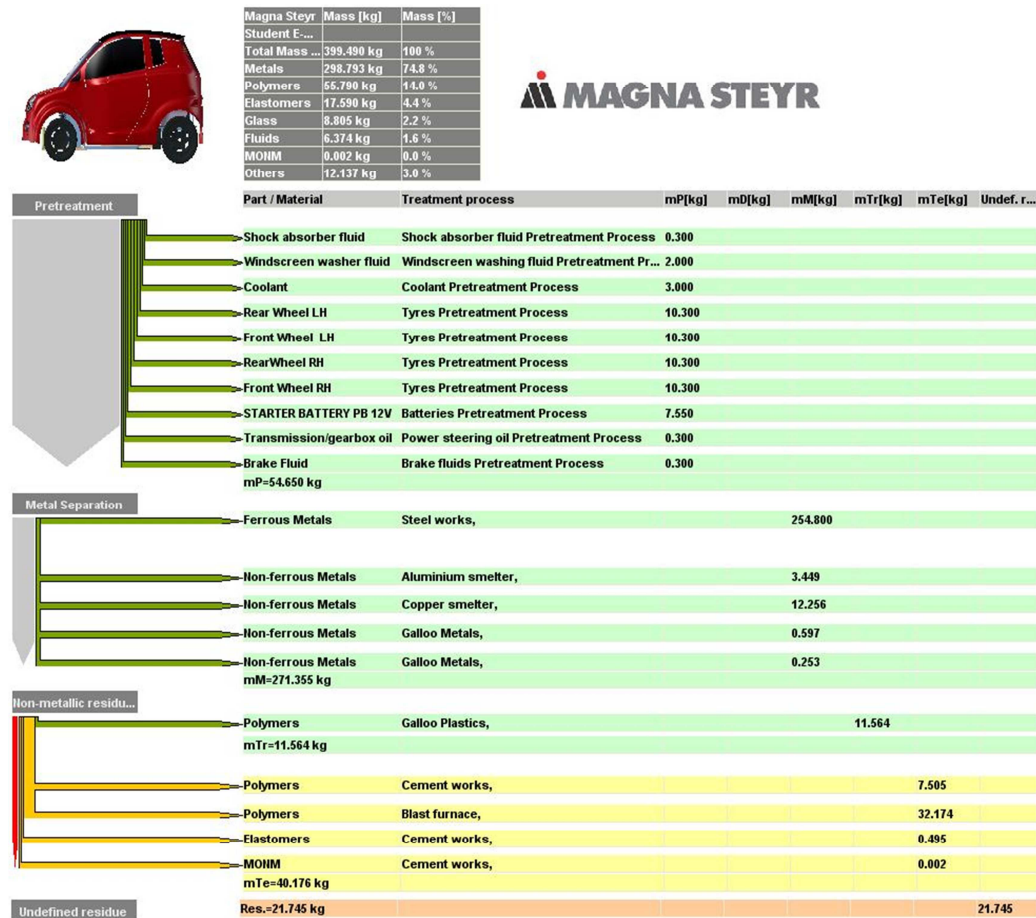 Magna Steyr Mass [kg] Mass [%]
Student E-...
Total Mass ... 399.490 kg 100 %
Metals 298.793 kg 74.8 %
Polymers 55.790 kg 14.0 %
Elastomers 17.590 kg 4.4 %
Glass 8.805 kg 2.2 %
Fluids 6.374 kg 1.6 %
MONM 0.002 kg 0.0 %
Others 12.137 kg 3.0 %
MAGNA STEYR
Pretreatment
Part / Material Treatment process mP[kg] mD[kg] mM[kg] mTr[kg] mTe[kg] Undef. r...
Shock absorber fluid Shock absorber fluid Pretreatment Process 0.300
Windscreen washer fluid Windscreen washing fluid Pretreatment Pr... 2.000
Coolant Coolant Pretreatment Process 3.000
Rear Wheel LH Tyres Pretreatment Process 10.300
Front Wheel LH Tyres Pretreatment Process 10.300
RearWheel RH Tyres Pretreatment Process 10.300
Front Wheel RH Tyres Pretreatment Process 10.300
STARTER BATTERY PB 12V Batteries Pretreatment Process 7.550
Transmission/gearbox oil Power steering oil Pretreatment Process 0.300
Brake Fluid Brake fluids Pretreatment Process 0.300
mP=54.650 kg
Metal Separation
Ferrous Metals Steel works, 254.800
Non-ferrous Metals Aluminium smelter, 3.449
Non-ferrous Metals Copper smelter, 12.256
Non-ferrous Metals Galloo Metals, 0.597
Non-ferrous Metals Galloo Metals, 0.253
mM=271.355 kg
Non-metallic residu...
Polymers Galloo Plastics, 11.564
mTr=11.564 kg
Polymers Cement works, 7.505
Polymers Blast furnace, 32.174
Elastomers Cement works, 0.495
MONM Cement works, 0.002
mTe=40.176 kg
Undefined residue
Res.=21.745 kg 21.745